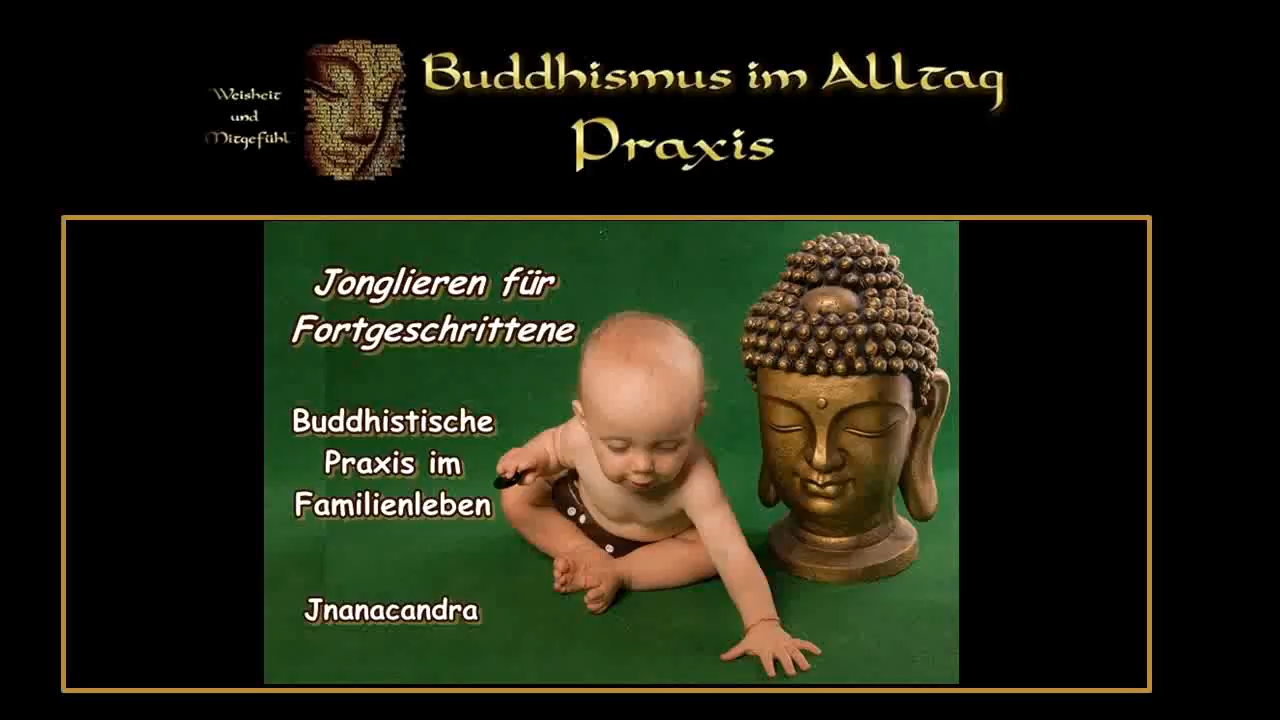 Weisheit
und
Mitgefühl
Buddhismus im Alltag
Praxis
Jonglieren für
Fortgeschrittene
Buddhistische
Praxis im
Familienleben
Jnanacandra